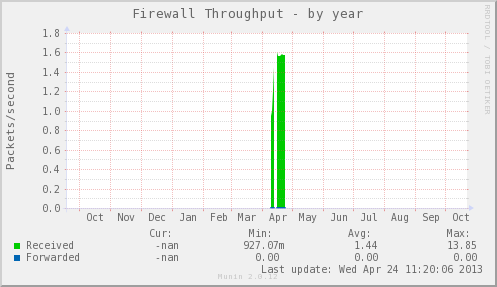 Firewall Throughput - by year
RRDTOOL / TOBI OETIKER
Packets/second
1.8
1.6
1.4
1.2
1.0
0.8
0.6
0.4
0.2
0.0
Oct Nov Dec Jan Feb Mar Apr May Jun Jul Aug Sep Oct
Cur: Min: Avg: Max:
Received -nan 927.07m 1.44 13.85
Forwarded -nan 0.00 0.00 0.00
Last update: Wed Apr 24 11:20:06 2013
Munin 2.0.12